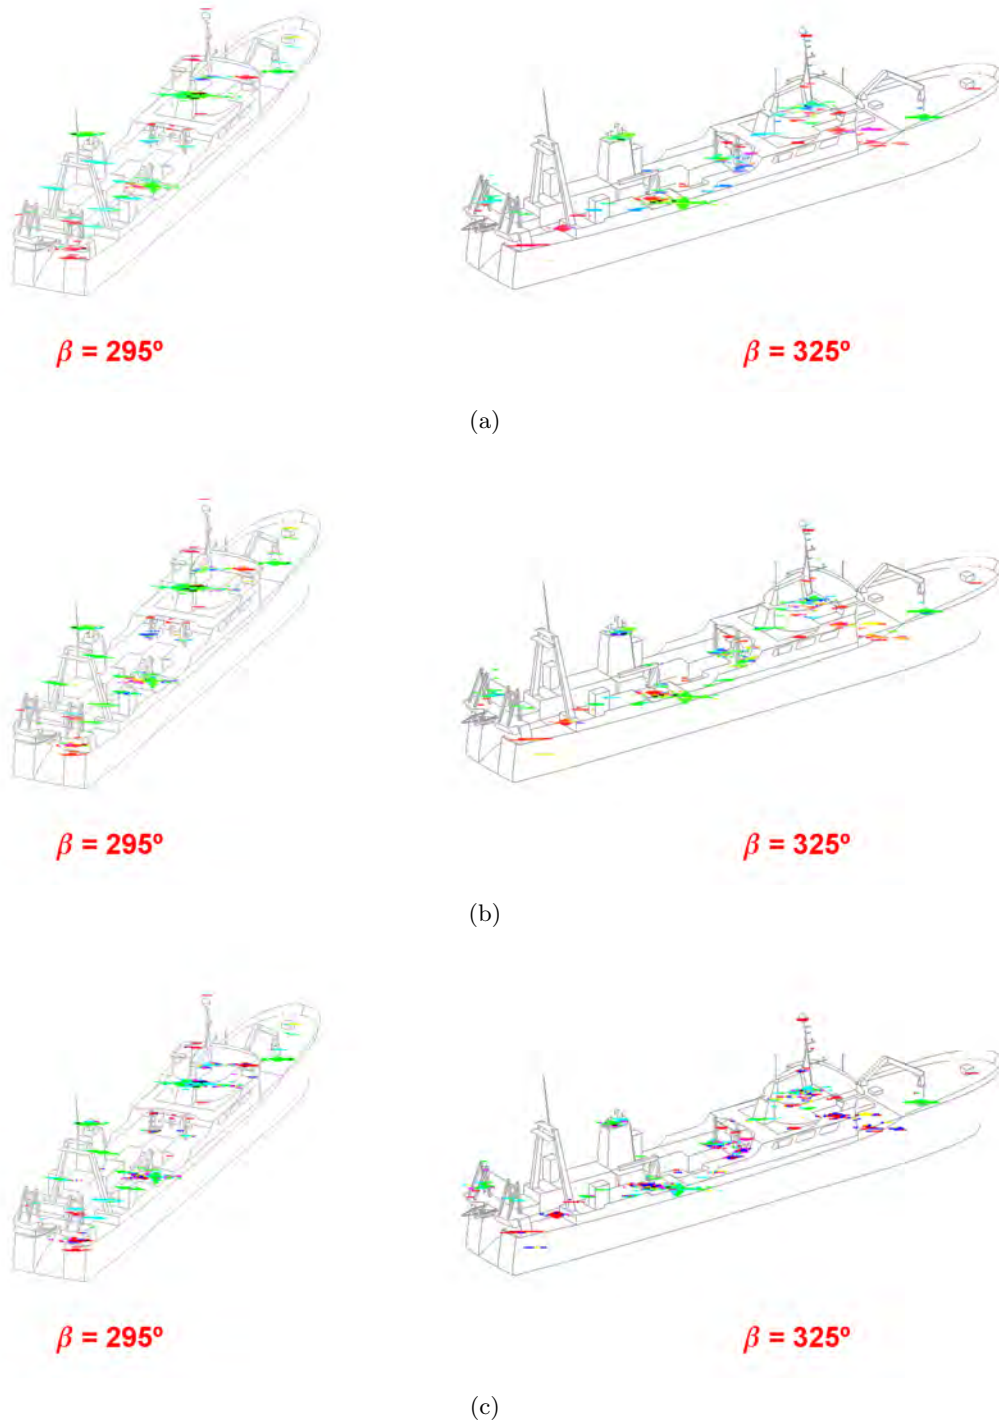 β = 295º β = 325º
(a)
β = 295º β = 325º
(b)
β = 295º β = 325º
(c)